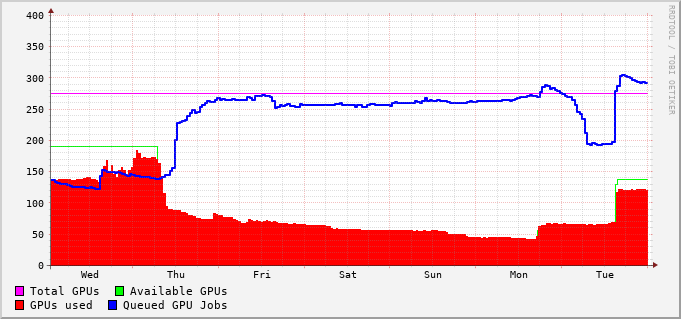 400
350
300
250
200
150
100
50
0
Wed Thu Fri Sat Sun Mon Tue
Total GPUs Available GPUs
GPUs used Queued GPU Jobs
RRDTOOL / TOBI OETIKER